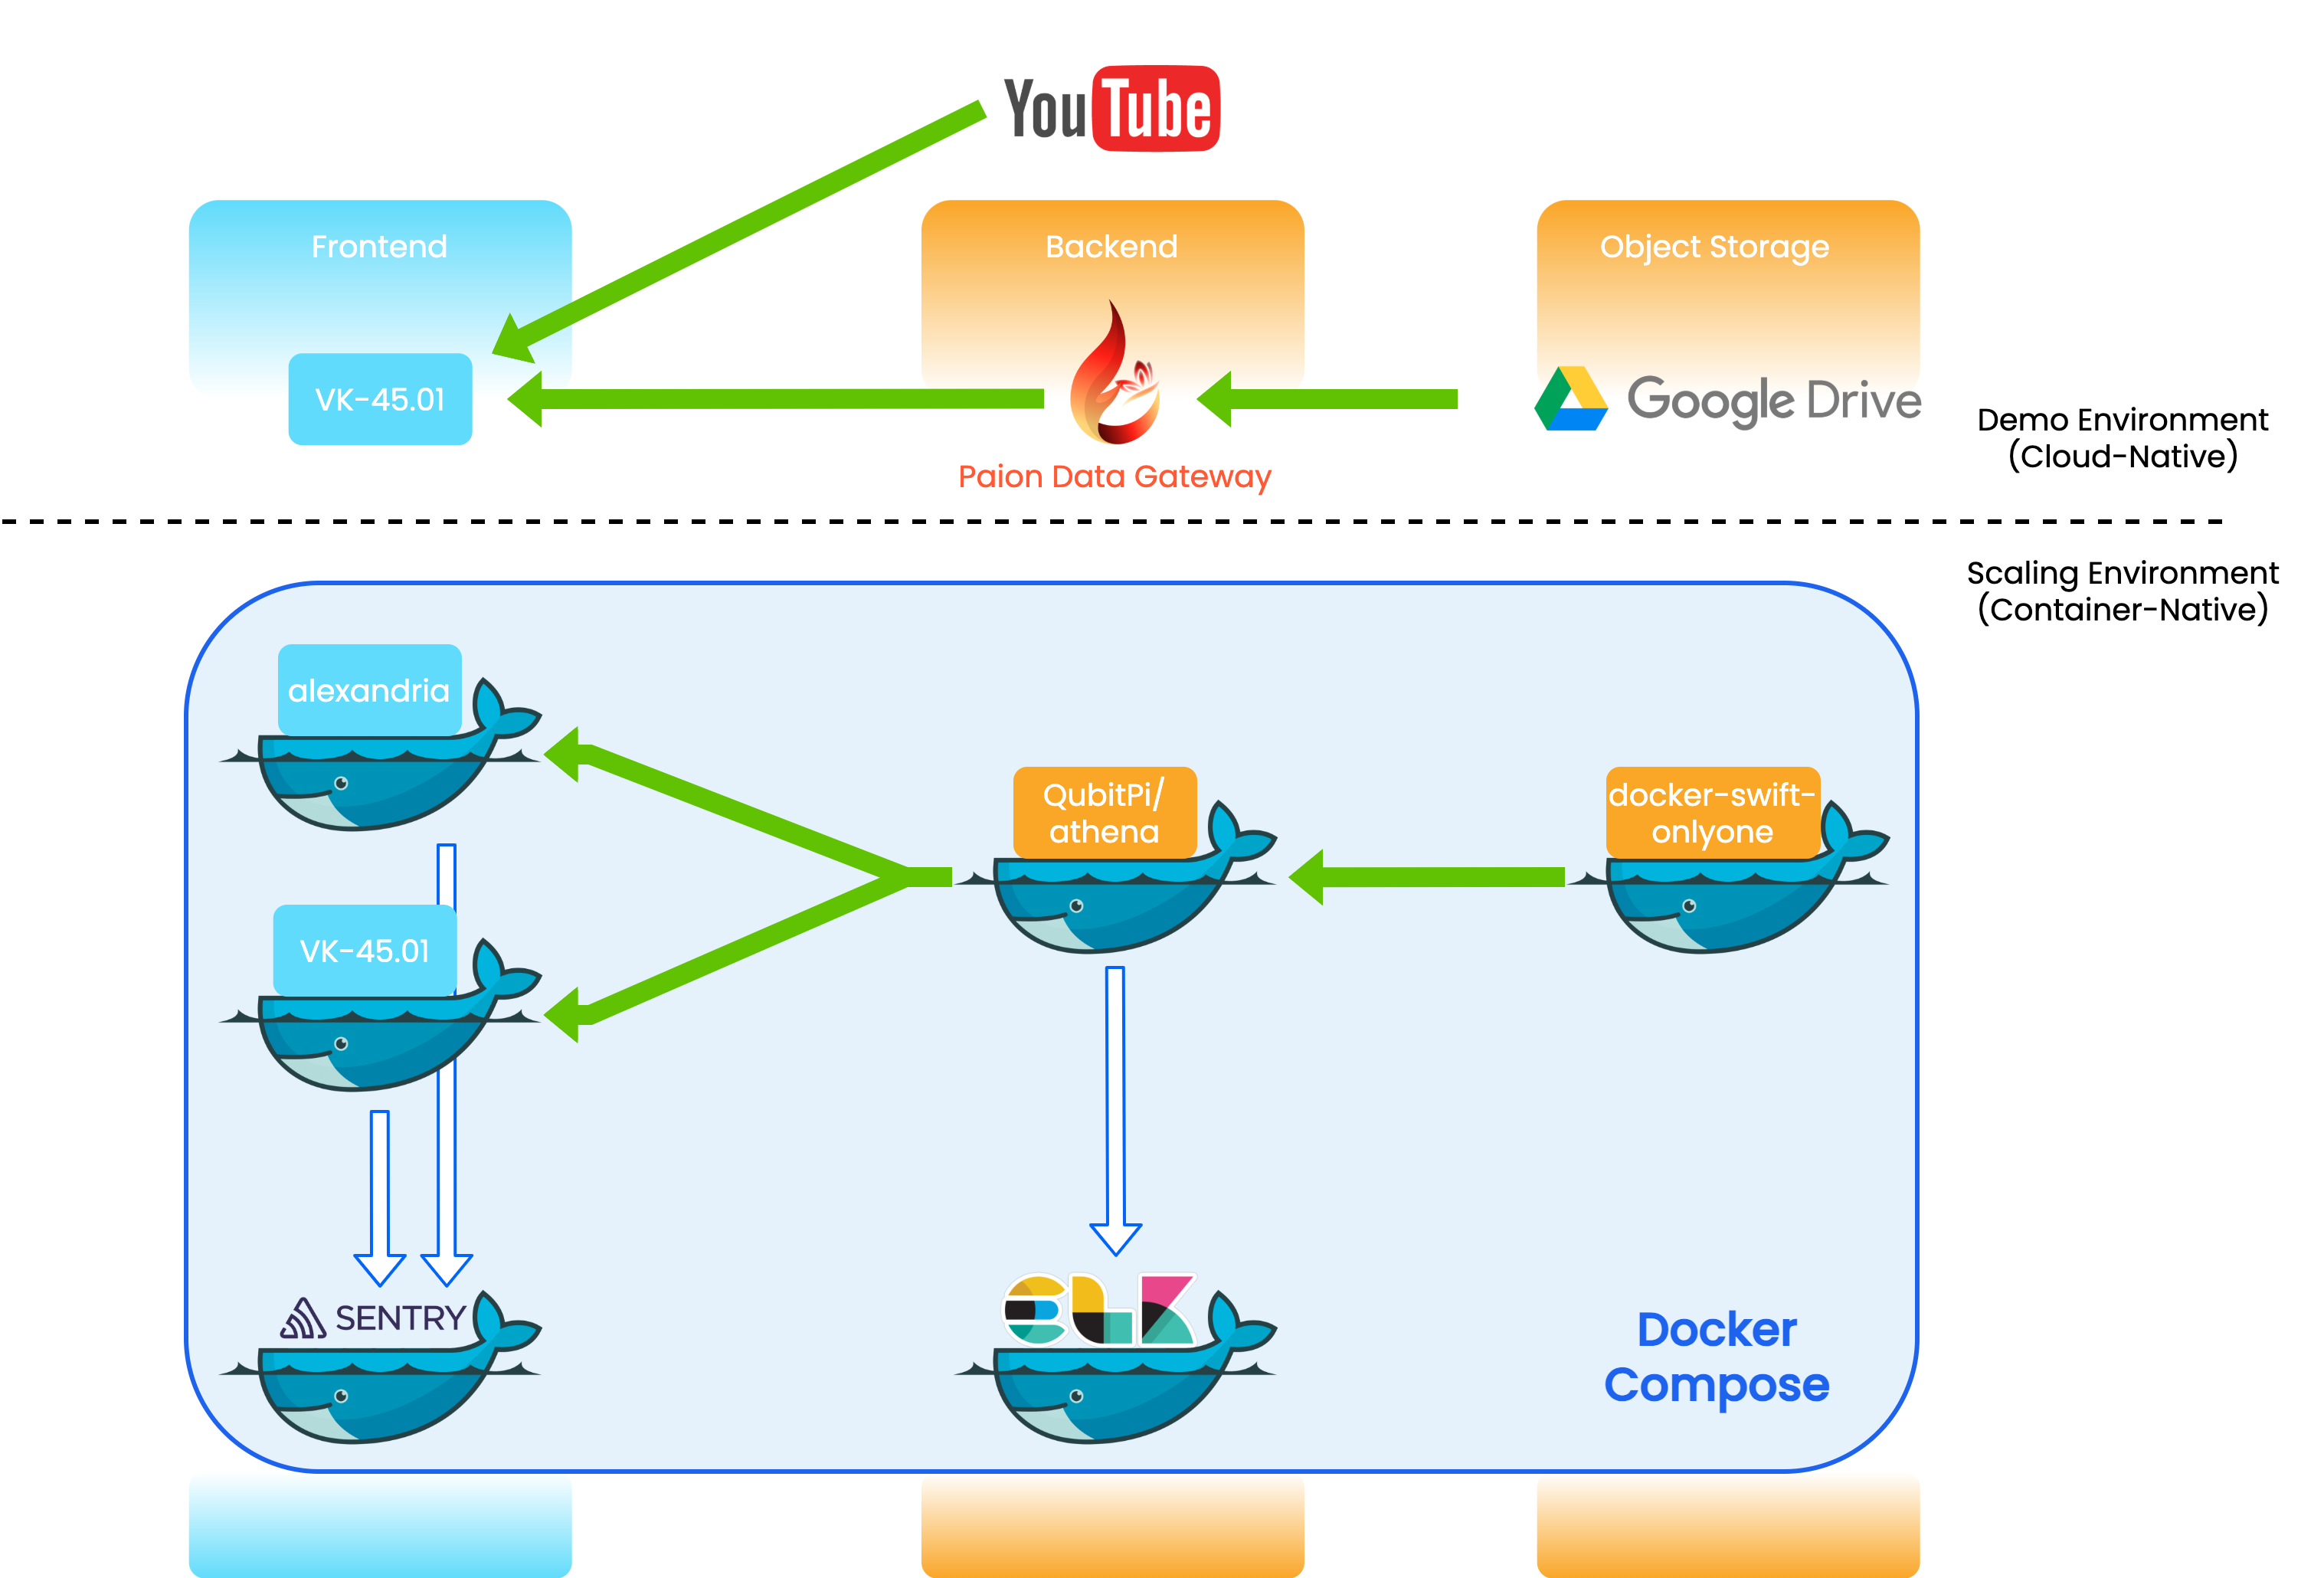 YouTube
Frontend
Backend
Object Storage
VK-45.01
Google Drive
Paion Data Gateway
Demo Environment
(Cloud-Native)
Scaling Environment
(Container-Native)
alexandria
QubitPi/
athena
docker-swift-
onlyone
VK-45.01
SENTRY
ELK
Docker
Compose